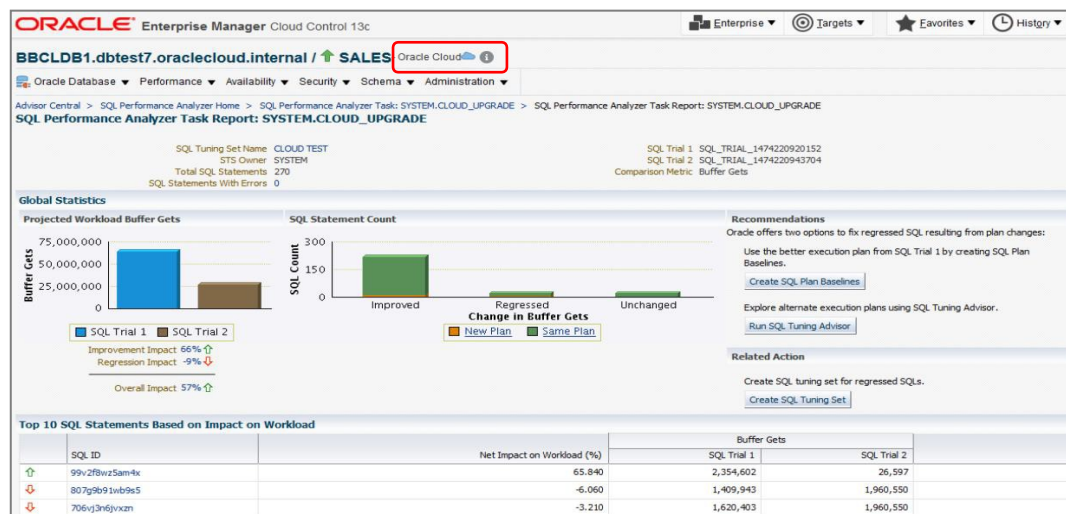 ORACLE Enterprise Manager Cloud Control 13c
Enterprise Targets Favorites History
BBCLDB1.dbtest7.oraclecloud.internal / SALES Oracle Cloud
Oracle Database Performance Availability Security Schema Administration
Advisor Central > SQL Performance Analyzer Home > SQL Performance Analyzer Task: SYSTEM.CLOUD_UPGRADE > SQL Performance Analyzer Task Report: SYSTEM.CLOUD_UPGRADE
SQL Performance Analyzer Task Report: SYSTEM.CLOUD_UPGRADE
SQL Tuning Set Name CLOUD TEST
STS Owner SYSTEM
Total SQL Statements 270
SQL Statements With Errors 0
SQL Trial 1 SQL_TRIAL_1474220920152
SQL Trial 2 SQL_TRIAL_1474220943704
Comparison Metric Buffer Gets
Global Statistics
Projected Workload Buffer Gets
Buffer Gets
75,000,000
50,000,000
25,000,000
0
SQL Trial 1 SQL Trial 2
Improvement Impact 66%
Regression Impact -9%
Overall Impact 57%
SQL Statement Count
SQL Count
300
150
0
Improved Regressed Unchanged
Change in Buffer Gets
New Plan Same Plan
Recommendations
Oracle offers two options to fix regressed SQL resulting from plan changes:
Use the better execution plan from SQL Trial 1 by creating SQL Plan
Baselines.
Create SQL Plan Baselines
Explore alternate execution plans using SQL Tuning Advisor.
Run SQL Tuning Advisor
Related Action
Create SQL tuning set for regressed SQLs.
Create SQL Tuning Set
Top 10 SQL Statements Based on Impact on Workload
Buffer Gets
SQL ID Net Impact on Workload (%) SQL Trial 1 SQL Trial 2
99v2f8wz5am4x 65.840 2,354,602 26,597
807g9b91wb9s5 -6.060 1,409,943 1,960,550
706vj3n6jvxzn -3.210 1,620,403 1,960,550